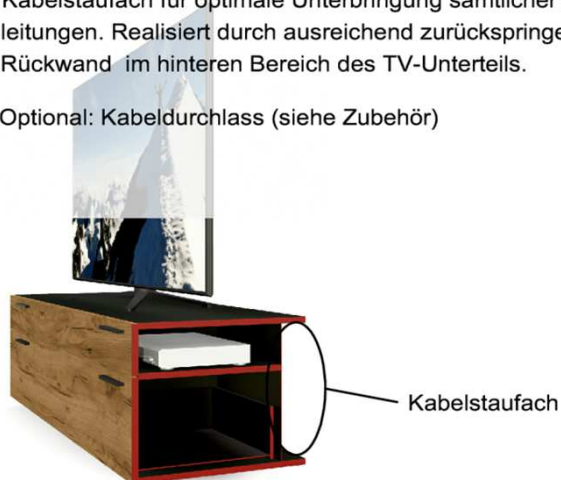 Kabelstaufach für optimale Unterbringung sämtlicher
leitungen. Realisiert durch ausreichend zurückspringe
Rückwand im hinteren Bereich des TV-Unterteils.
Optional: Kabeldurchlass (siehe Zubehör)
Kabelstaufach